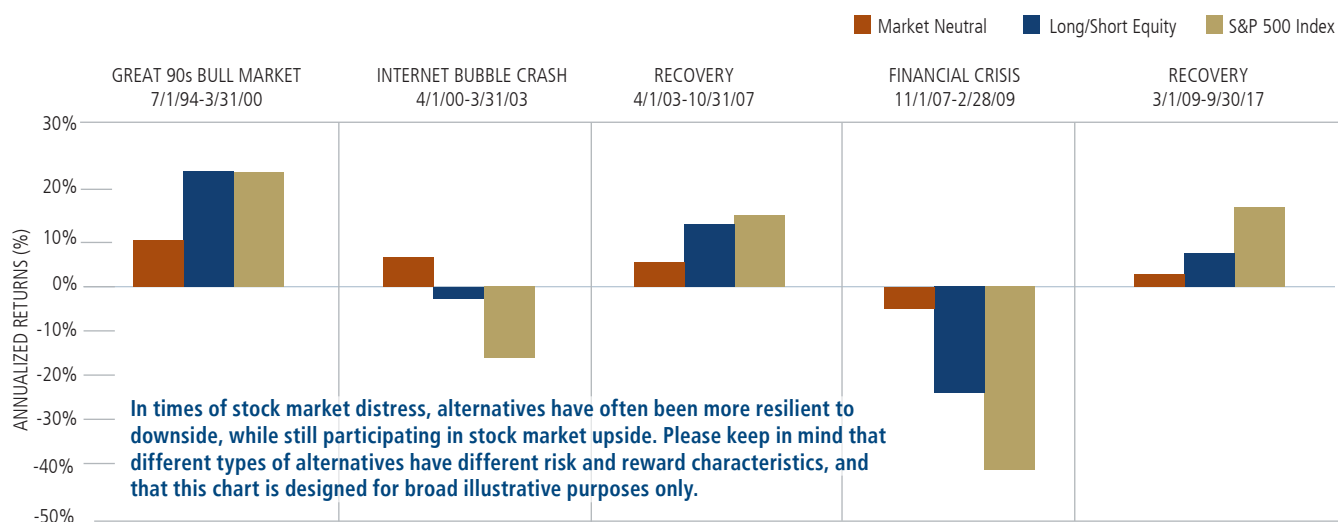 Market Neutral Long/Short Equity S&P 500 Index
GREAT 90s BULL MARKET
7/1/94-3/31/00
INTERNET BUBBLE CRASH
4/1/00-3/31/03
RECOVERY
4/1/03-10/31/07
FINANCIAL CRISIS
11/1/07-2/28/09
RECOVERY
3/1/09-9/30/17
ANNUALIZED RETURNS (%)
30%
20%
10%
0%
-10%
-20%
-30%
-40%
-50%
In times of stock market distress, alternatives have often been more resilient to
downside, while still participating in stock market upside. Please keep in mind that
different types of alternatives have different risk and reward characteristics, and
that this chart is designed for broad illustrative purposes only.